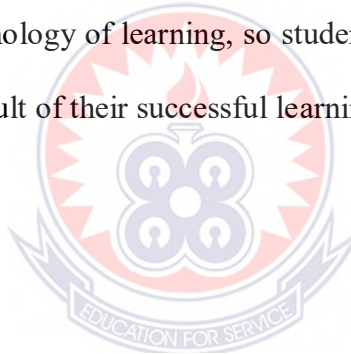 nology of learning, so studen
ult of their successful learnin
EDUCATION FOR SERVICE